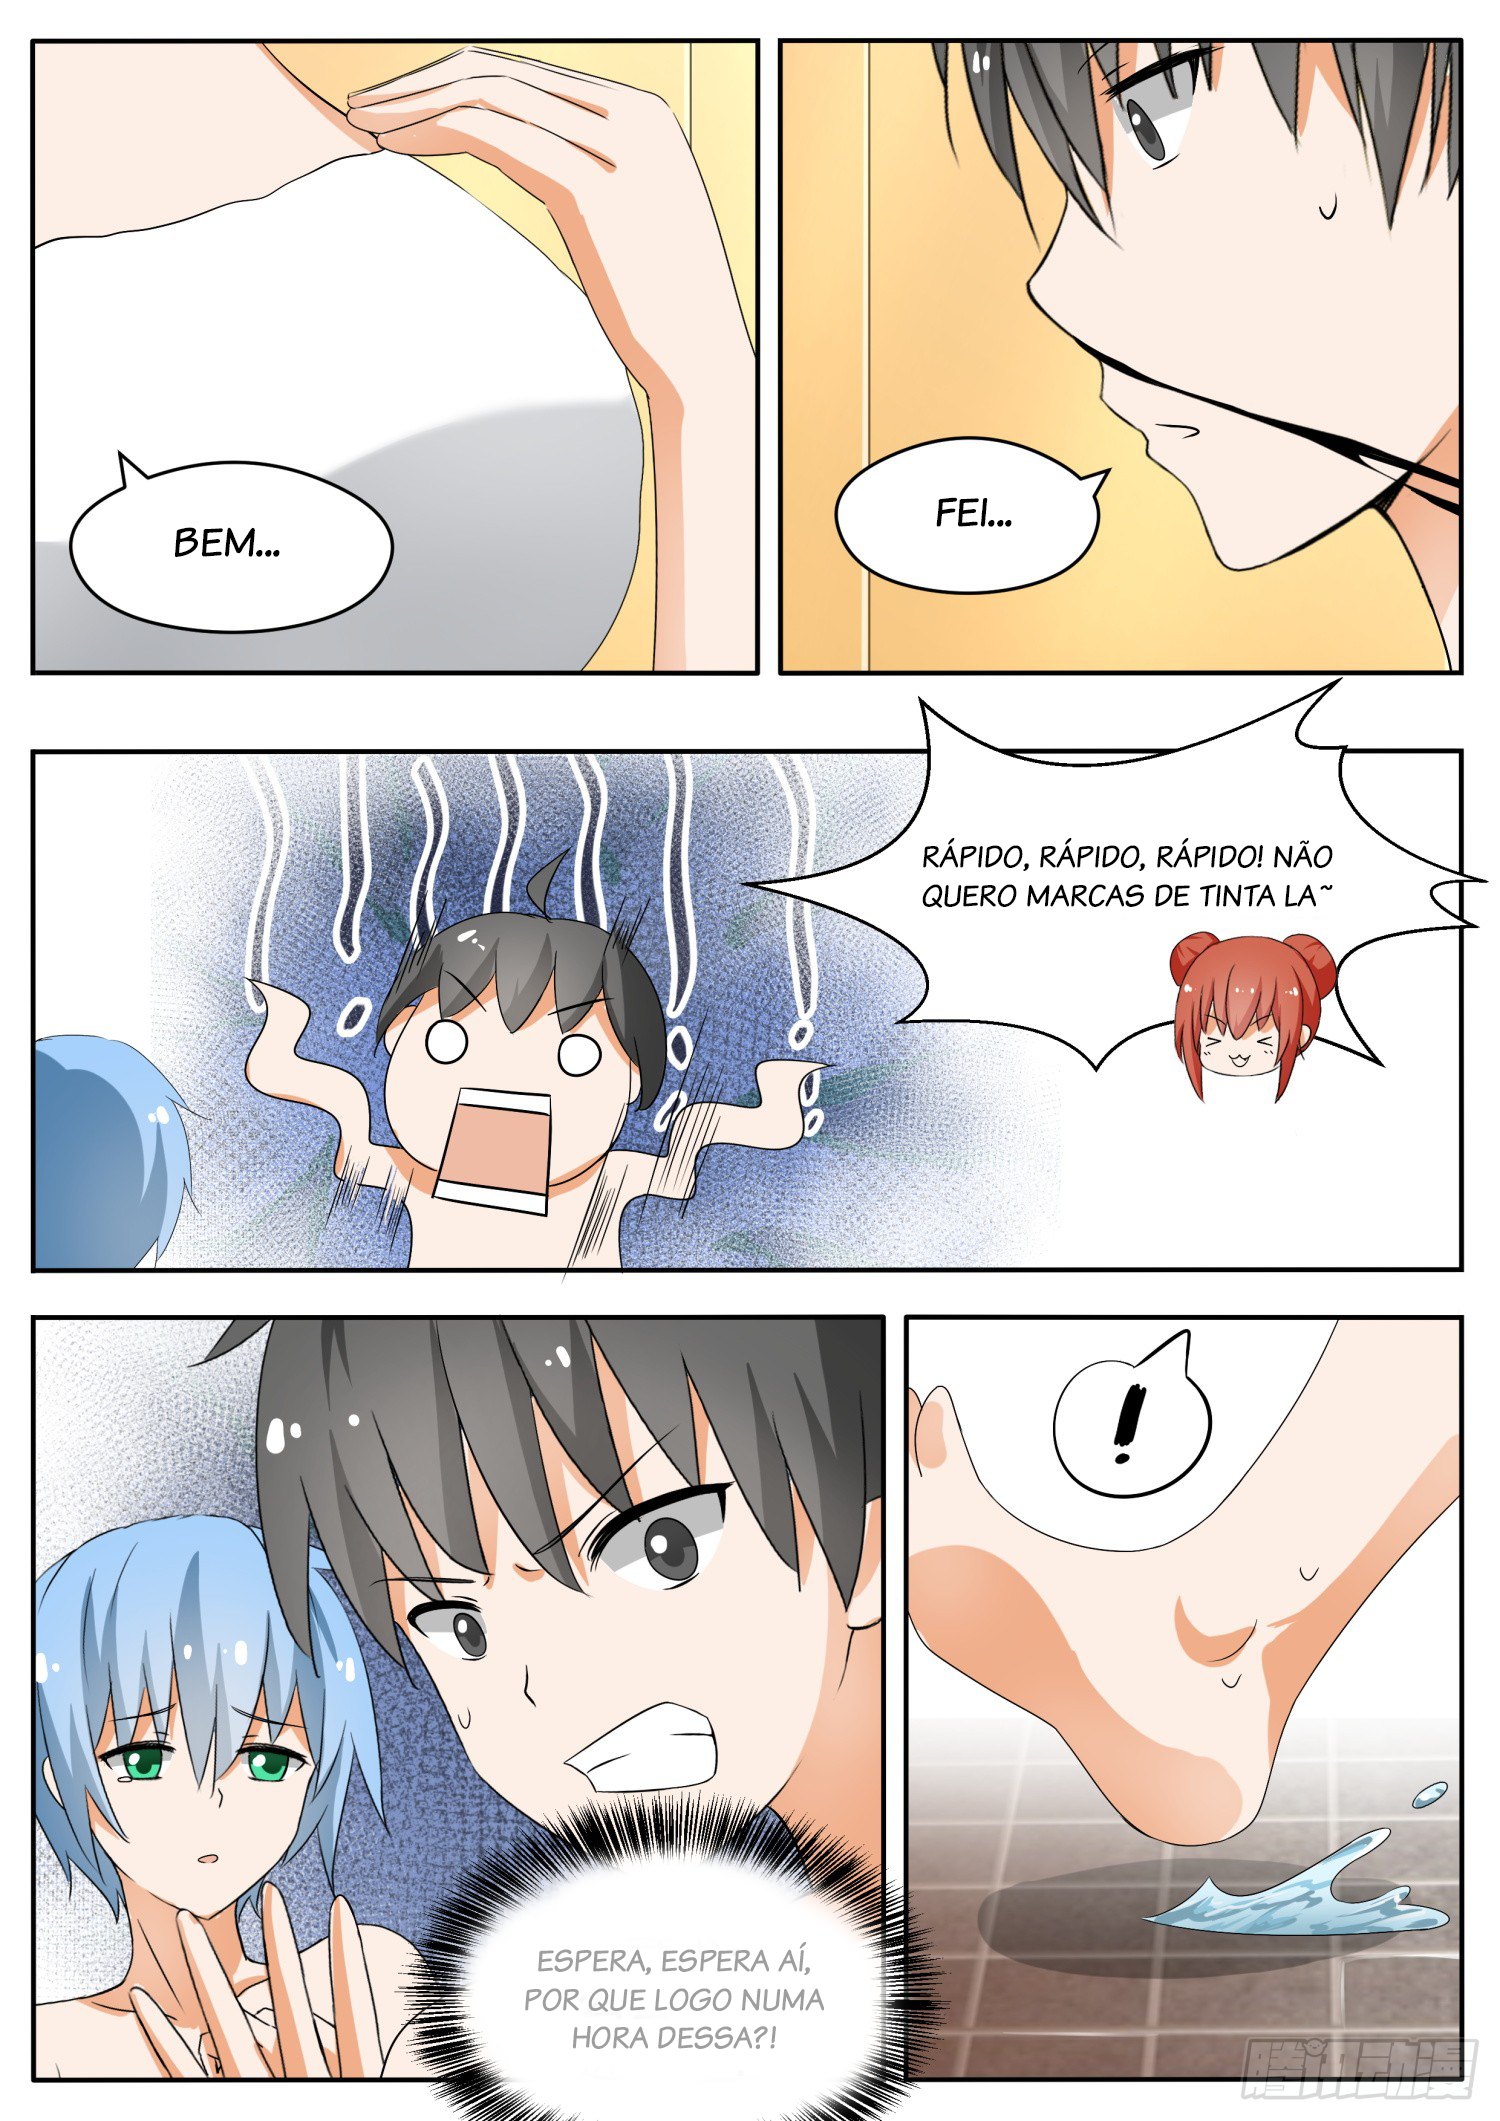 BEM...
FEI...
RÁPIDO, RÁPIDO, RÁPIDO! NÃO
QUERO MARCAS DE TINTA LA~
!
ESPERA, ESPERA AÍ,
POR QUE LOGO NUMA
HORA DESSA?!
腾讯动漫